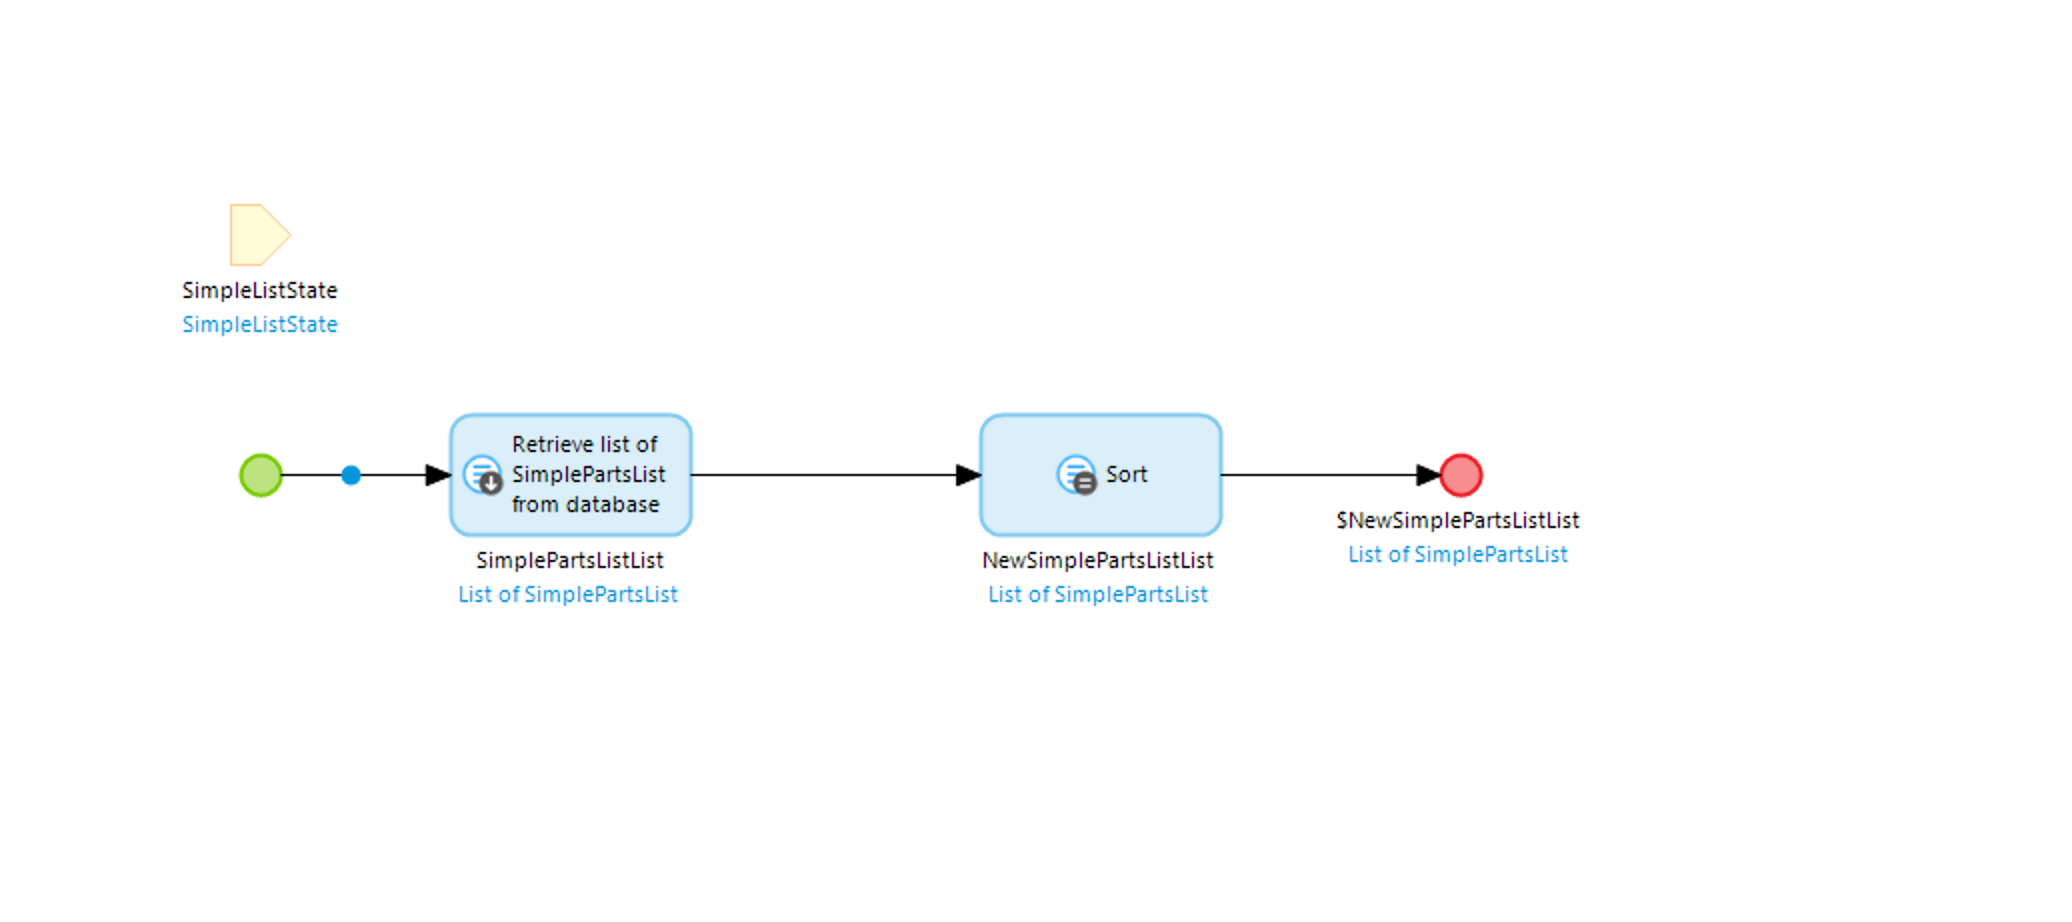 SimpleListState
SimpleListState
Retrieve list of
SimplePartsList
from database
SimplePartsListList
List of SimplePartsList
Sort
NewSimplePartsListList
List of SimplePartsList
$NewSimplePartsListList
List of SimplePartsList